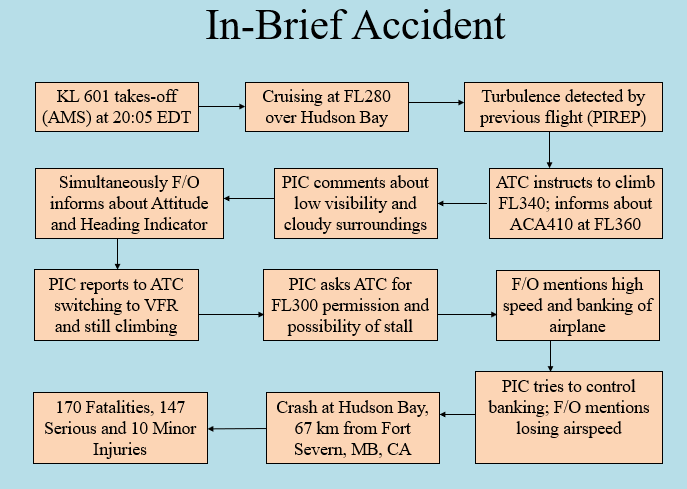 In-Brief Accident
KL 601 takes-off
(AMS) at 20:05 EDT
Cruising at FL280
over Hudson Bay
Turbulence detected by
previous flight (PIREP)
ATC instructs to climb
FL340; informs about
ACA410 at FL360
PIC comments about
low visibility and
cloudy surroundings
Simultaneously F/O
informs about Attitude
and Heading Indicator
PIC reports to ATC
switching to VFR
and still climbing
PIC asks ATC for
FL300 permission and
possibility of stall
F/O mentions high
speed and banking of
airplane
PIC tries to control
banking; F/O mentions
losing airspeed
Crash at Hudson Bay,
67 km from Fort
Severn, MB, CA
170 Fatalities, 147
Serious and 10 Minor
Injuries